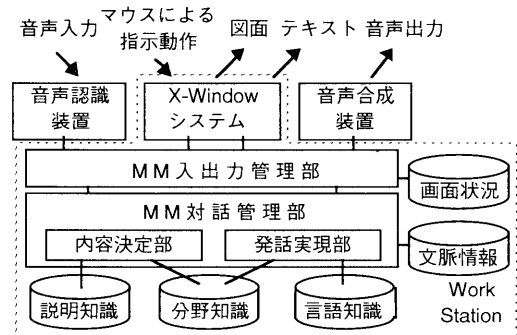 音声入力
マウスによる
指示動作
図面
テキスト
音声出力
音声認識
装置
X-Window
システム
音声合成
装置
MM入出力管理部
画面状況
MM対話管理部
内容決定部
発話実現部
文脈情報
説明知識
分野知識
言語知識
Work
Station